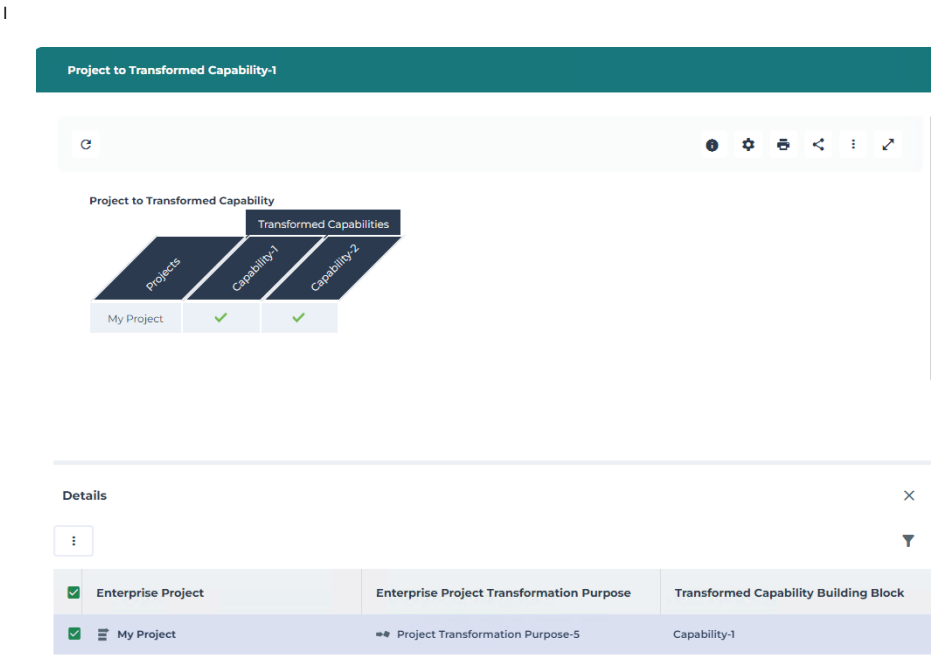 Project to Transformed Capability-1
Project to Transformed Capability
Transformed Capabilities
Projects
Capability-1
Capability-2
My Project
Details
Enterprise Project
Enterprise Project Transformation Purpose
Transformed Capability Building Block
My Project
Project Transformation Purpose-5
Capability-1